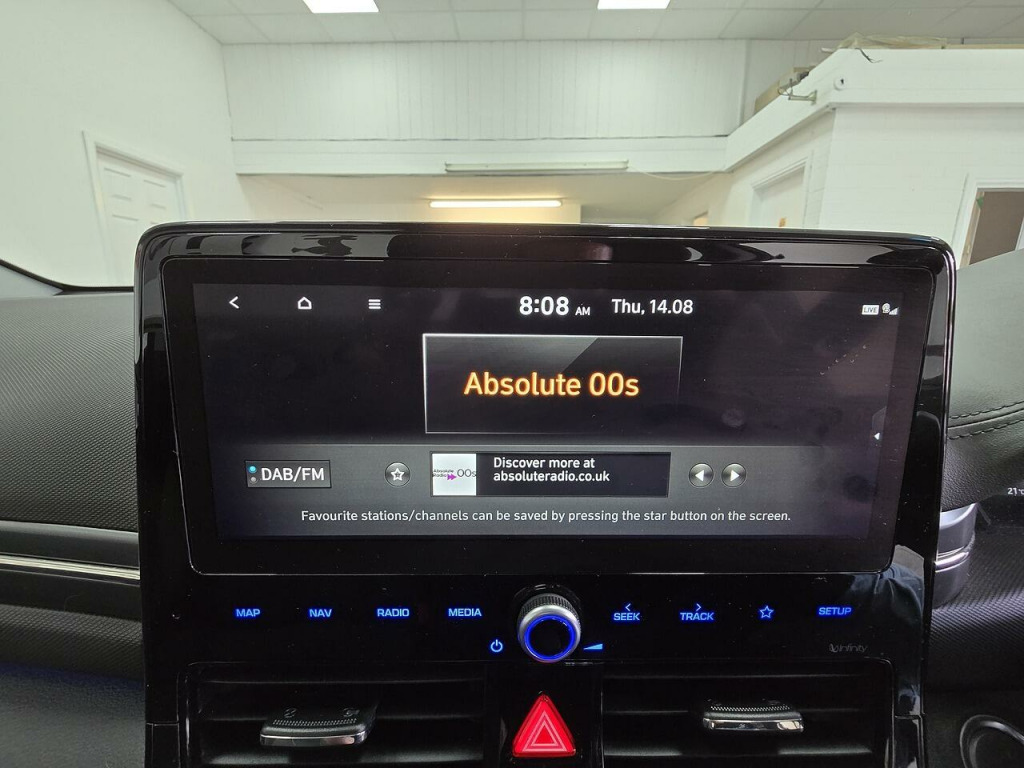 8:08 AM Thu, 14.08
LIVE
Absolute 00s
DAB/FM
Absolute
Radio 00s
Discover more at
absoluteradio.co.uk
Favourite stations/channels can be saved by pressing the star button on the screen.
21°c
MAP NAV RADIO MEDIA SEEK TRACK SETUP
Infinity